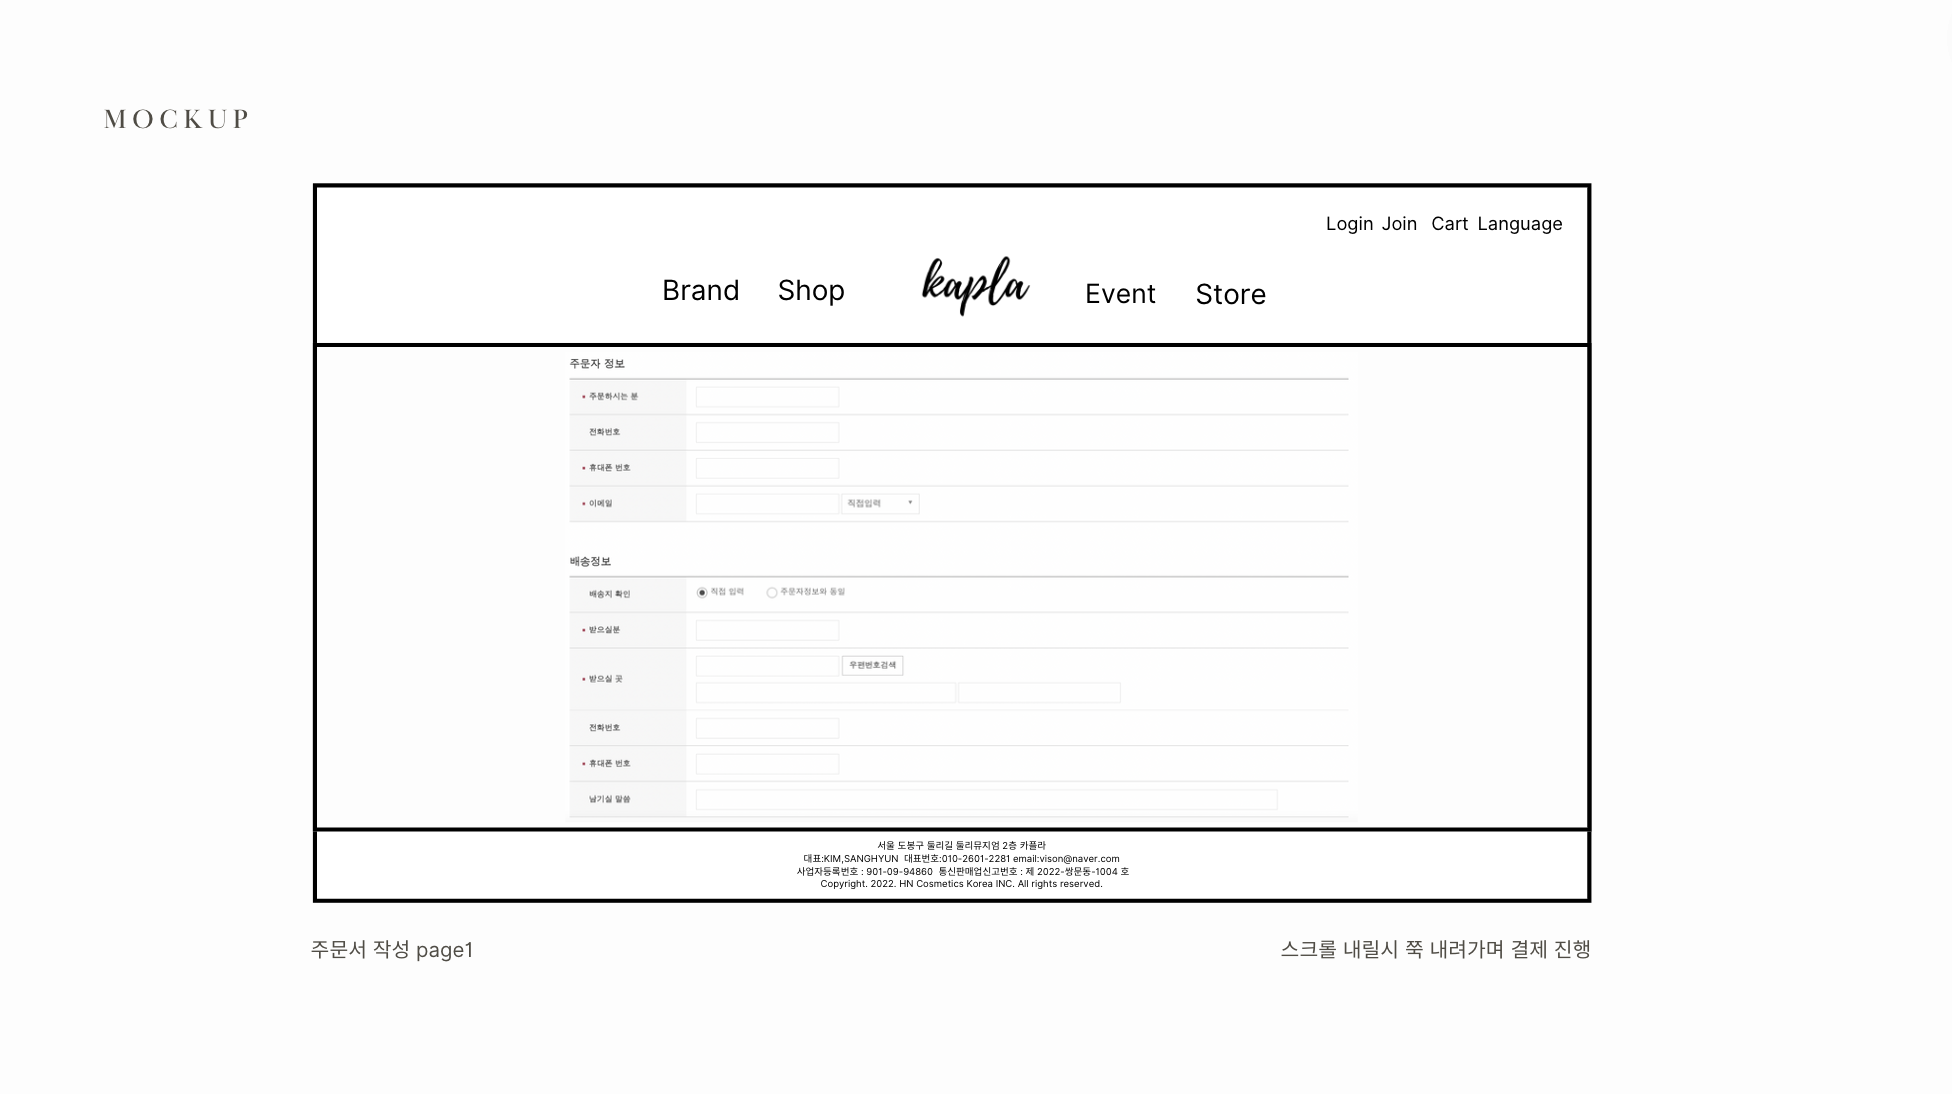 MOCKUP
Login Join Cart Language
Brand Shop kapla Event Store
주문자 정보
주문하시는 분
전화번호
휴대폰 번호
이메일 직접입력
배송정보
배송지 확인 직접 입력 주문자정보와 동일
받으실분
우편번호검색
받으실 곳
전화번호
휴대폰 번호
남기실 말씀
서울 도봉구 둘리길 둘리뮤지엄 2층 카플라
대표:KIM,SANGHYUN 대표번호:010-2601-2281 email:vison@naver.com
사업자등록번호 : 901-09-94860 통신판매업신고번호 : 제 2022-쌍문동-1004 호
Copyright. 2022. HN Cosmetics Korea INC. All rights reserved.
주문서 작성 page1 스크롤 내릴시 쭉 내려가며 결제 진행